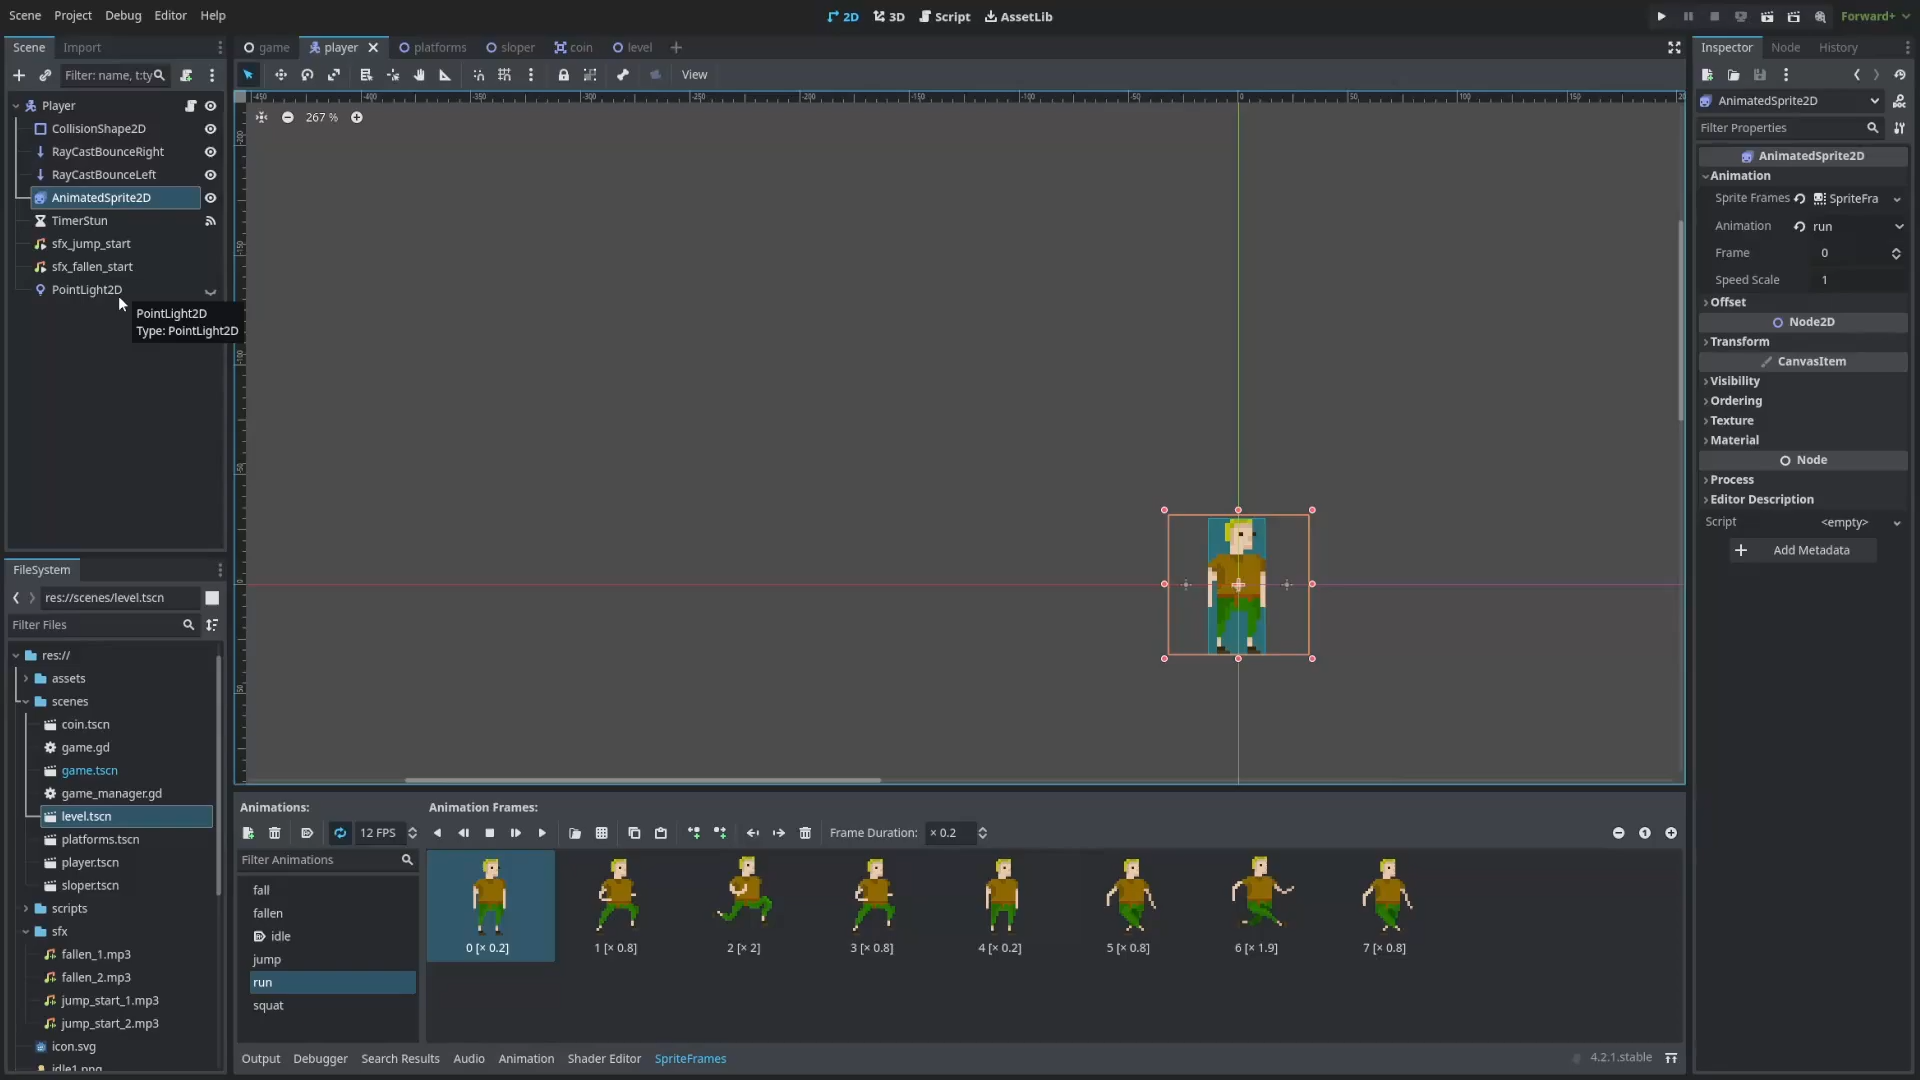 Scene Project Debug Editor Help
2D 3D Script AssetLib
Forward+
Scene Import
game player platforms sloper coin level
Inspector Node History
Filter: name, t:ty
View
Player
AnimatedSprite2D
CollisionShape2D
267 %
Filter Properties
RayCastBounceRight
AnimatedSprite2D
RayCastBounceLeft
Animation
AnimatedSprite2D
Sprite Frames SpriteFra
TimerStun
Animation run
sfx_jump_start
Frame 0
sfx_fallen_start
Speed Scale 1
PointLight2D
Offset
PointLight2D
Type: PointLight2D
Node2D
Transform
CanvasItem
Visibility
Ordering
Texture
Material
Node
Process
Editor Description
Script <empty>
Add Metadata
FileSystem
res://scenes/level.tscn
Filter Files
res://
assets
scenes
coin.tscn
game.gd
game.tscn
game_manager.gd
level.tscn
platforms.tscn
player.tscn
sloper.tscn
scripts
sfx
fallen_1.mp3
fallen_2.mp3
jump_start_1.mp3
jump_start_2.mp3
icon.svg
idle1.png
Animations: Animation Frames:
12 FPS Frame Duration: × 0.2
Filter Animations
fall
fallen
idle
jump
run
squat
0 [× 0.2] 1 [× 0.8] 2 [× 2] 3 [× 0.8] 4 [× 0.2] 5 [× 0.8] 6 [× 1.9] 7 [× 0.8]
Output Debugger Search Results Audio Animation Shader Editor SpriteFrames
4.2.1.stable